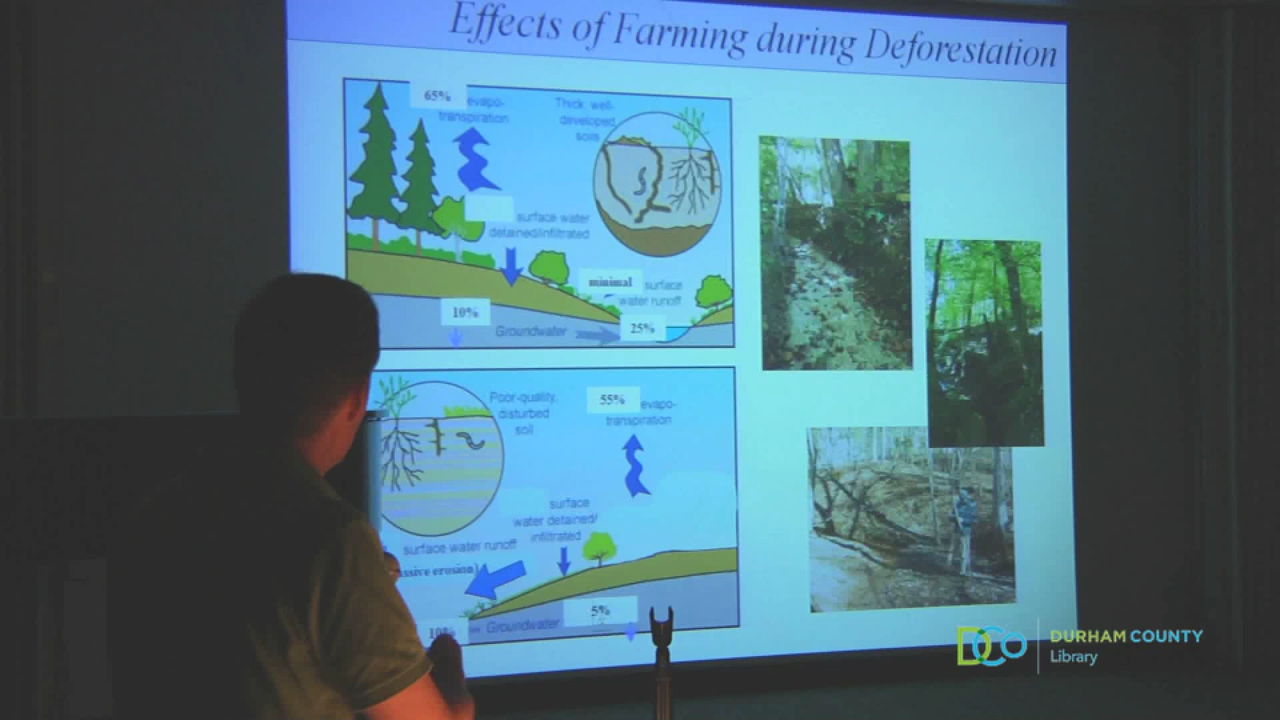 Effects of Farming during Deforestation
65%
evapo-
transpiration
Thick well-
developed
soils
surface water
detained/infiltrated
minimal surface
water runoff
10%
Groundwater
25%
Poor-quality,
disturbed
soil
55%
evapo-
transpiration
surface
water detained/
infiltrated
surface water runoff
ssive erosion)
5%
10%
Groundwater
DCo
DURHAM COUNTY
Library